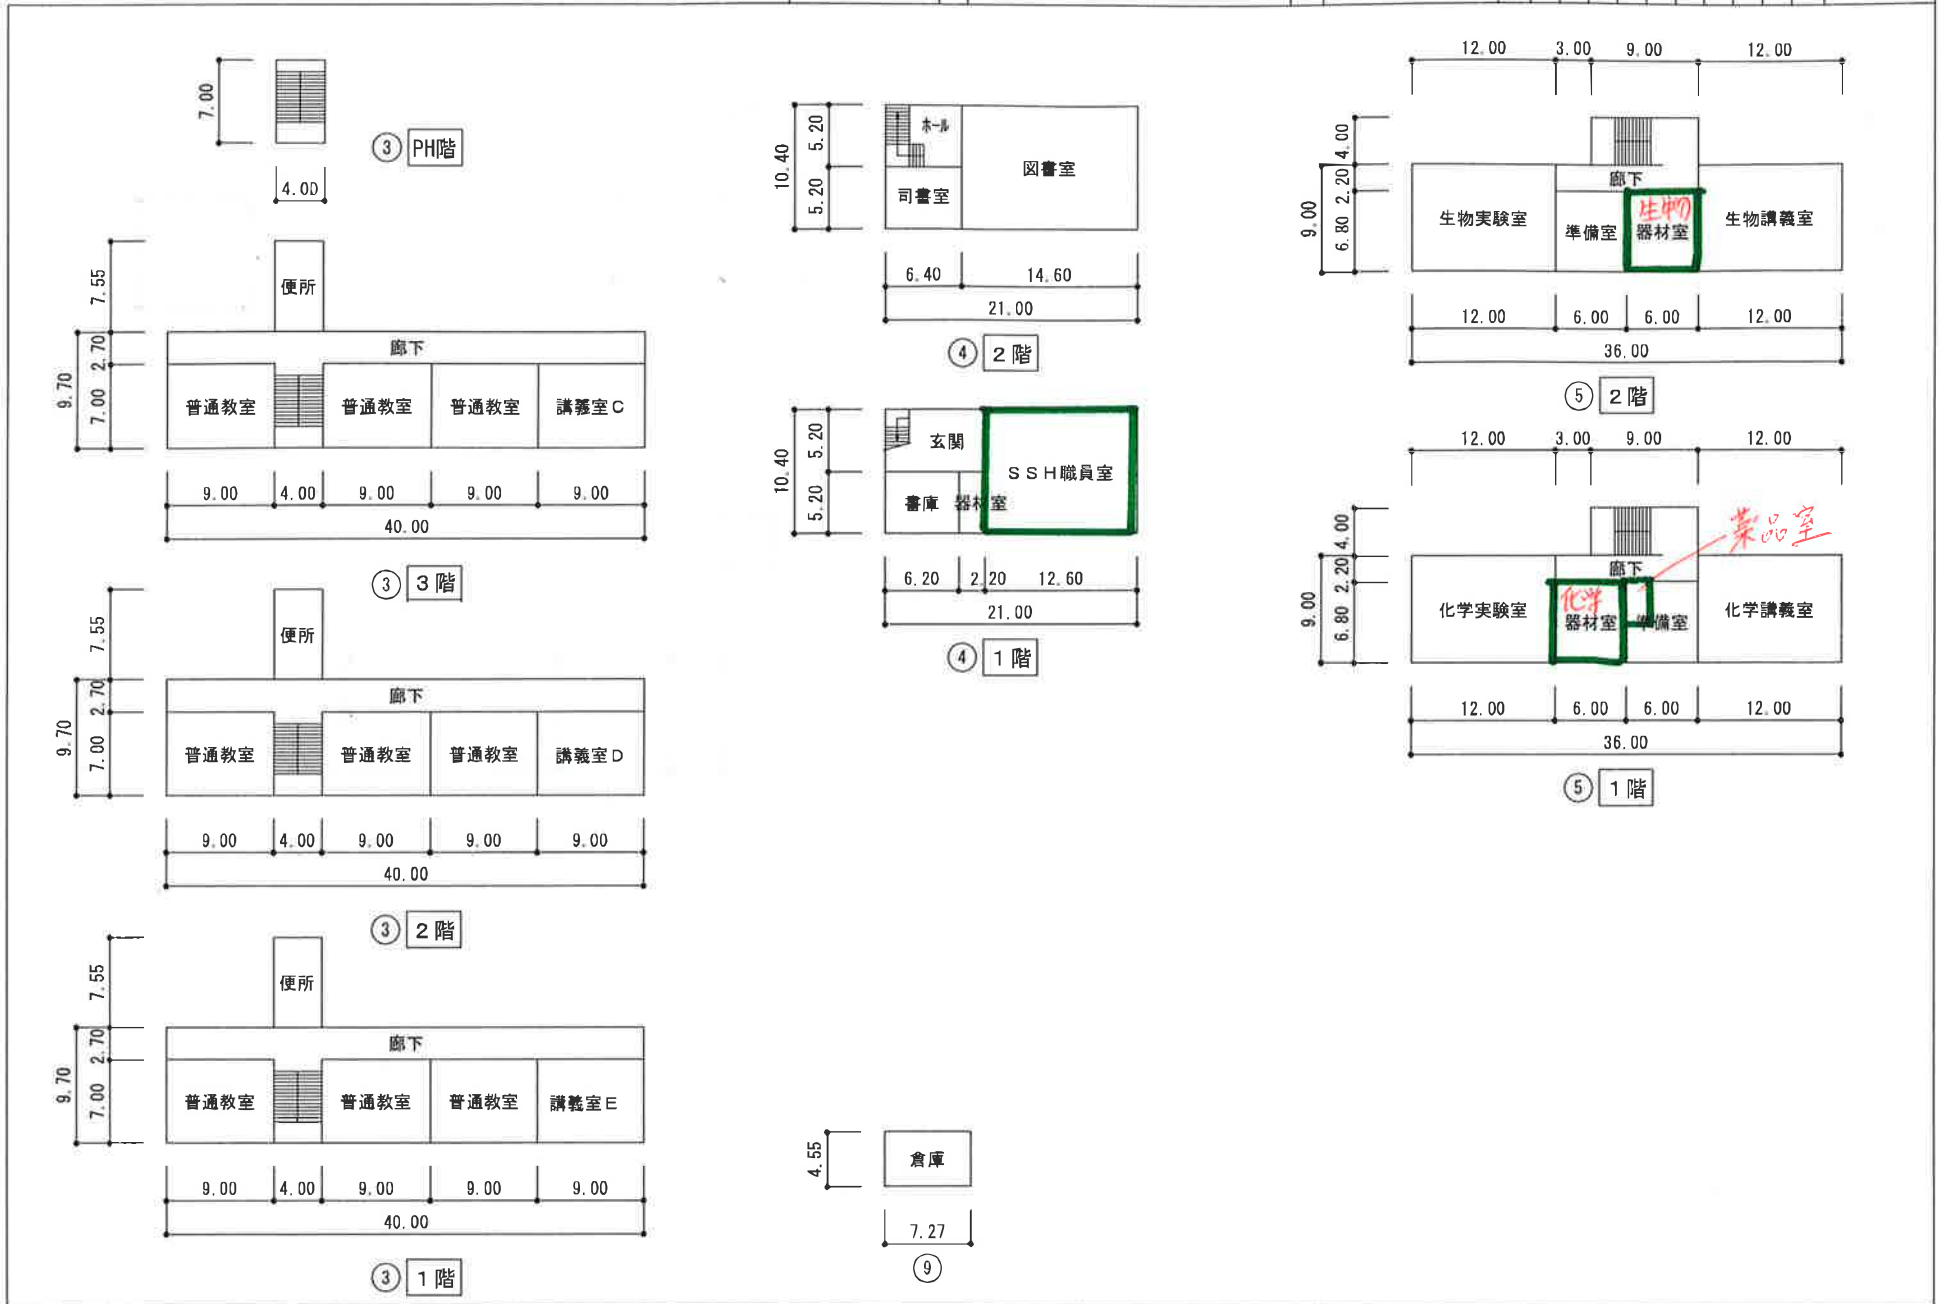 7.00
4.00
③ PH階
7.55
9.70
2.70
7.00
便所
廊下
普通教室
普通教室
普通教室
講義室C
9.00
4.00
9.00
9.00
9.00
40.00
③ 3階
7.55
9.70
2.70
7.00
便所
廊下
普通教室
普通教室
普通教室
講義室D
9.00
4.00
9.00
9.00
9.00
40.00
③ 2階
7.55
9.70
2.70
7.00
便所
廊下
普通教室
普通教室
普通教室
講義室E
9.00
4.00
9.00
9.00
9.00
40.00
③ 1階
10.40
5.20
5.20
ホール
司書室
図書室
6.40
14.60
21.00
④ 2階
10.40
5.20
5.20
玄関
書庫
器材室
SSH職員室
6.20
2.20
12.60
21.00
④ 1階
4.55
倉庫
7.27
⑨
12.00
3.00
9.00
12.00
9.00
4.00
2.20
6.80
廊下
生物実験室
準備室
生物
器材室
生物講義室
12.00
6.00
6.00
12.00
36.00
⑤ 2階
12.00
3.00
9.00
12.00
9.00
4.00
2.20
6.80
薬品室
廊下
化学実験室
化学
器材室
準備室
化学講義室
12.00
6.00
6.00
12.00
36.00
⑤ 1階